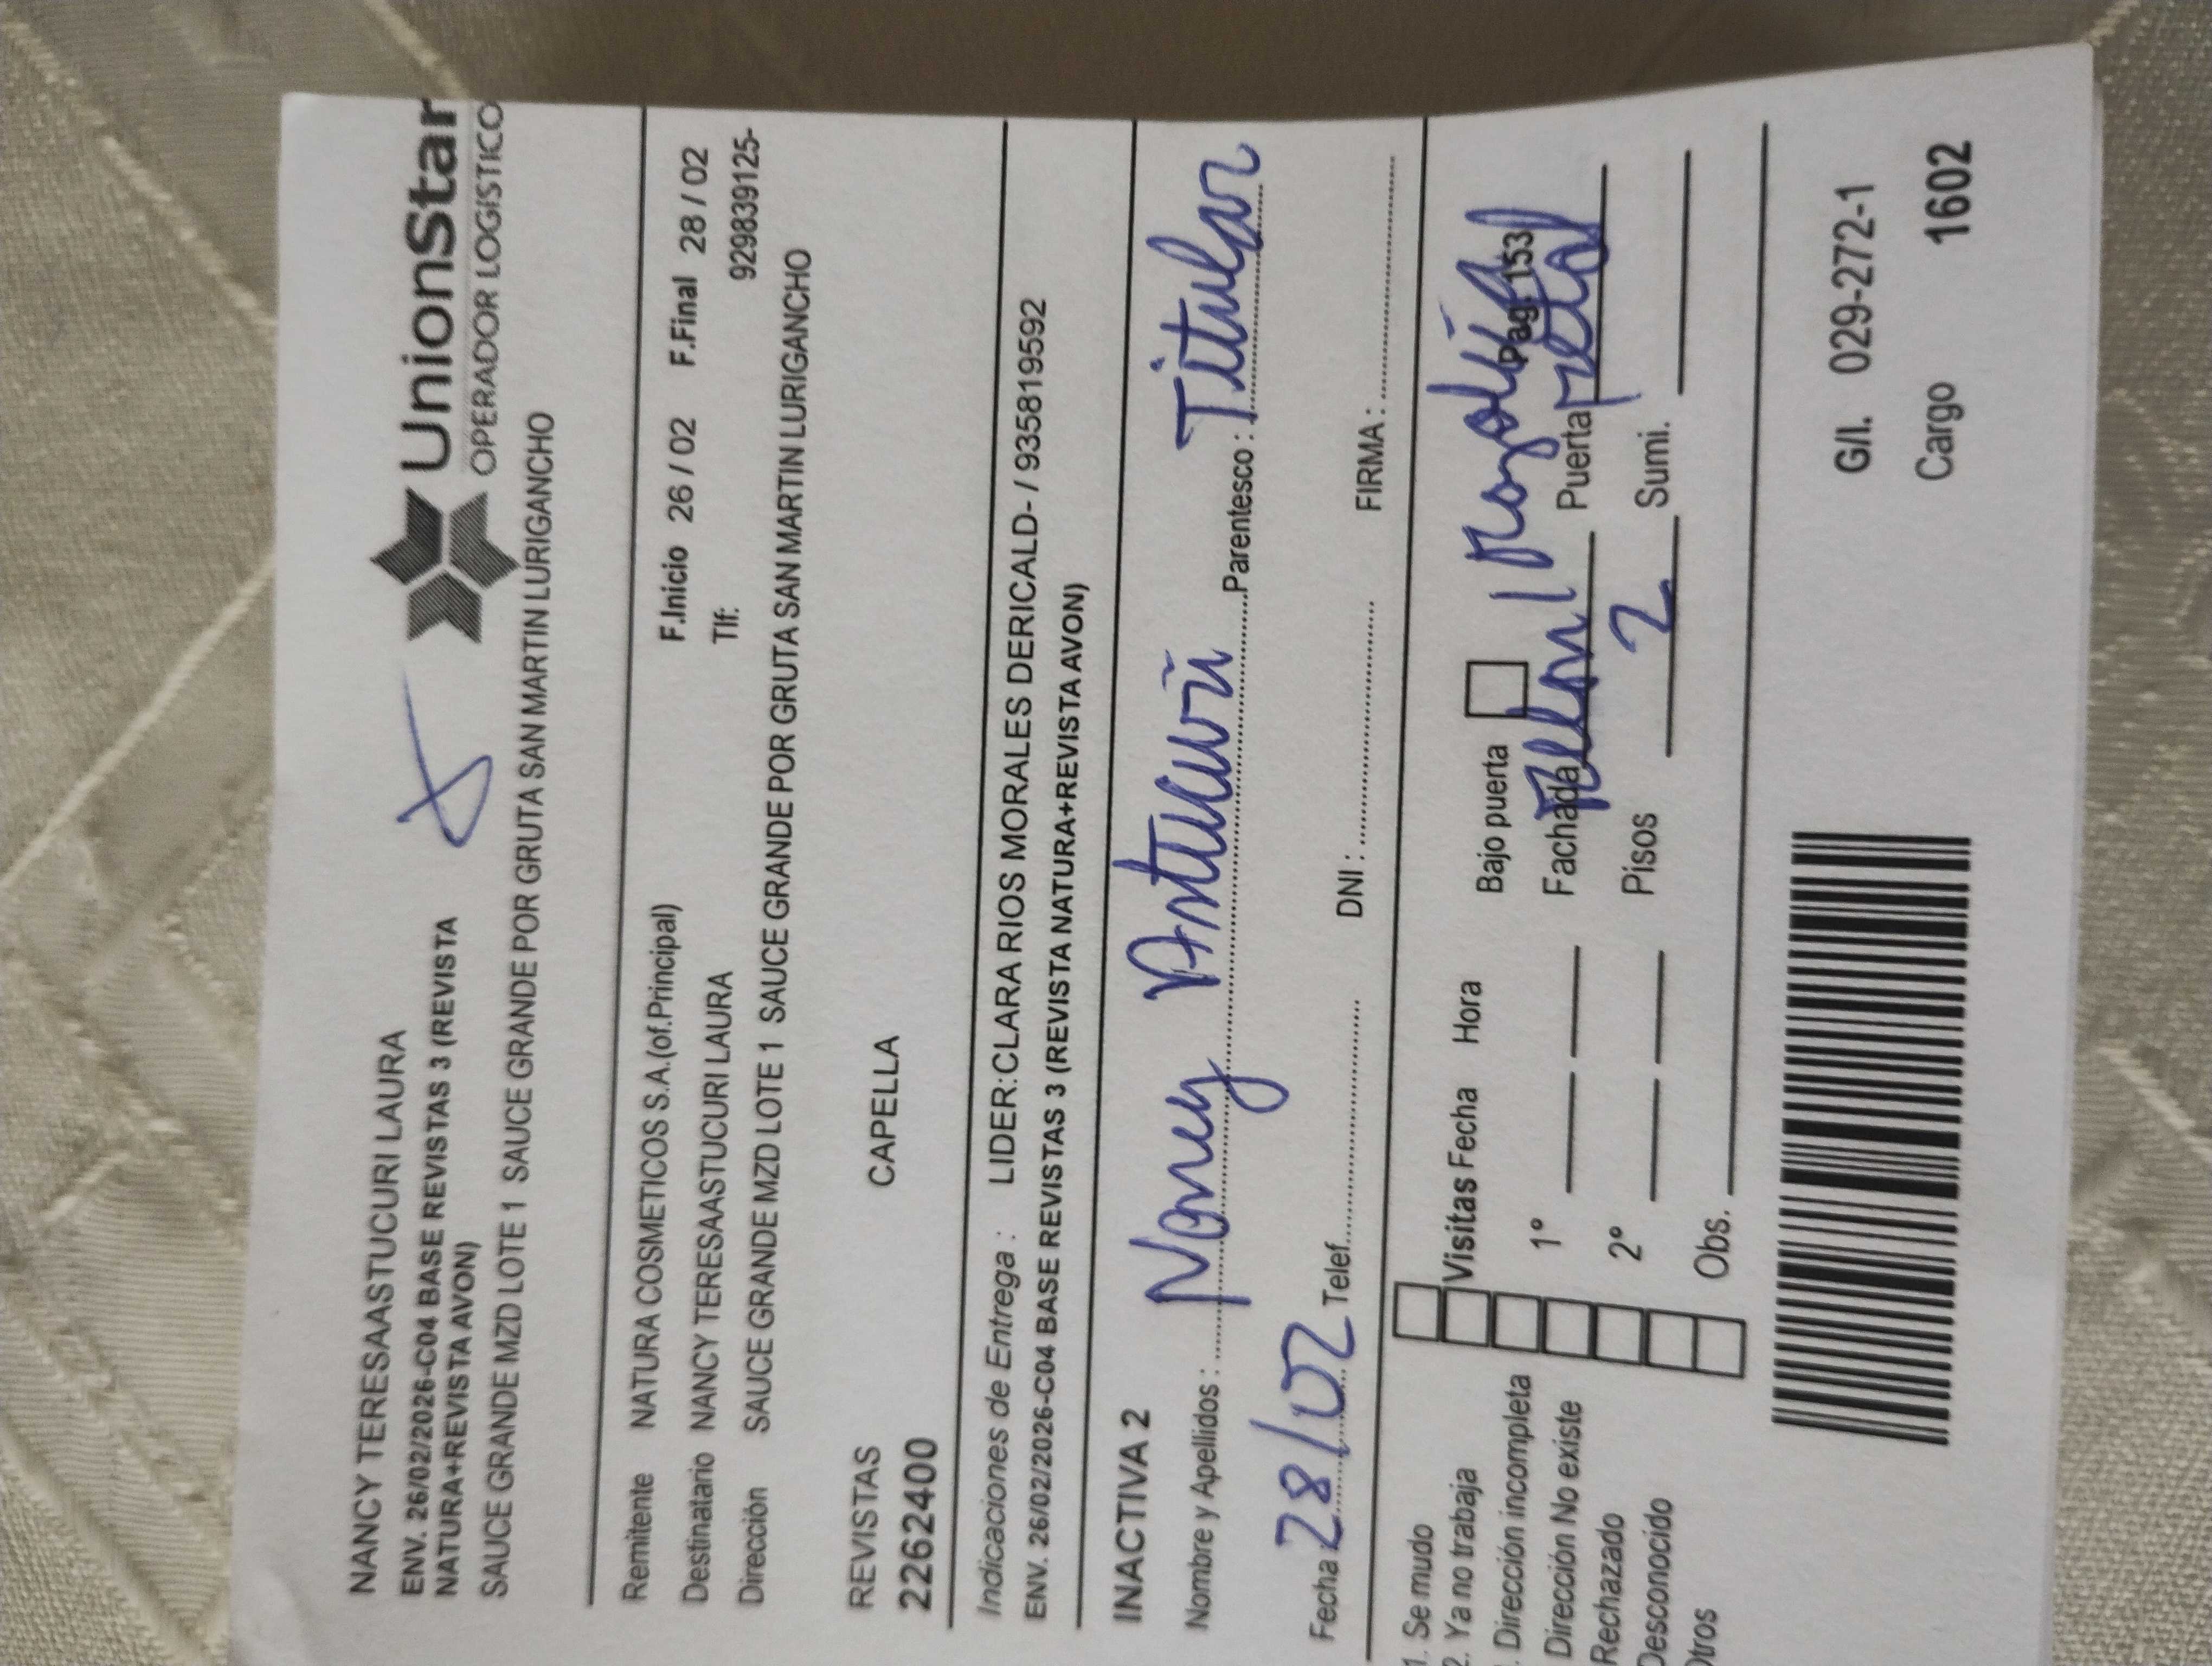 NANCY TERESAASTUCURI LAURA
UnionStar
OPERADOR LOGISTICO
ENV. 26/02/2026-C04 BASE REVISTAS 3 (REVISTA
NATURA+REVISTA AVON)
SAUCE GRANDE MZD LOTE 1 SAUCE GRANDE POR GRUTA SAN MARTIN LURIGANCHO
Remitente NATURA COSMETICOS S.A.(of.Principal) F.Inicio 26 / 02 F.Final 28 / 02
Destinatario NANCY TERESAASTUCURI LAURA Tlf: 929839125-
Dirección SAUCE GRANDE MZD LOTE 1 SAUCE GRANDE POR GRUTA SAN MARTIN LURIGANCHO
REVISTAS CAPELLA
2262400
Indicaciones de Entrega : LIDER:CLARA RIOS MORALES DERICALD- / 935819592
ENV. 26/02/2026-C04 BASE REVISTAS 3 (REVISTA NATURA+REVISTA AVON)
INACTIVA 2
Nombre y Apellidos : Nancy Parentesco : Titular
Fecha 28/02 Telef. DNI : FIRMA :
1. Se mudo
2. Ya no trabaja
. Dirección incompleta
Dirección No existe
Rechazado
Desconocido
Otros
Visitas Fecha Hora Bajo puerta
Pag. 153
1° Fachada Puerta
2° Pisos 2 Sumi.
Obs.
G/I. 029-272-1
Cargo 1602